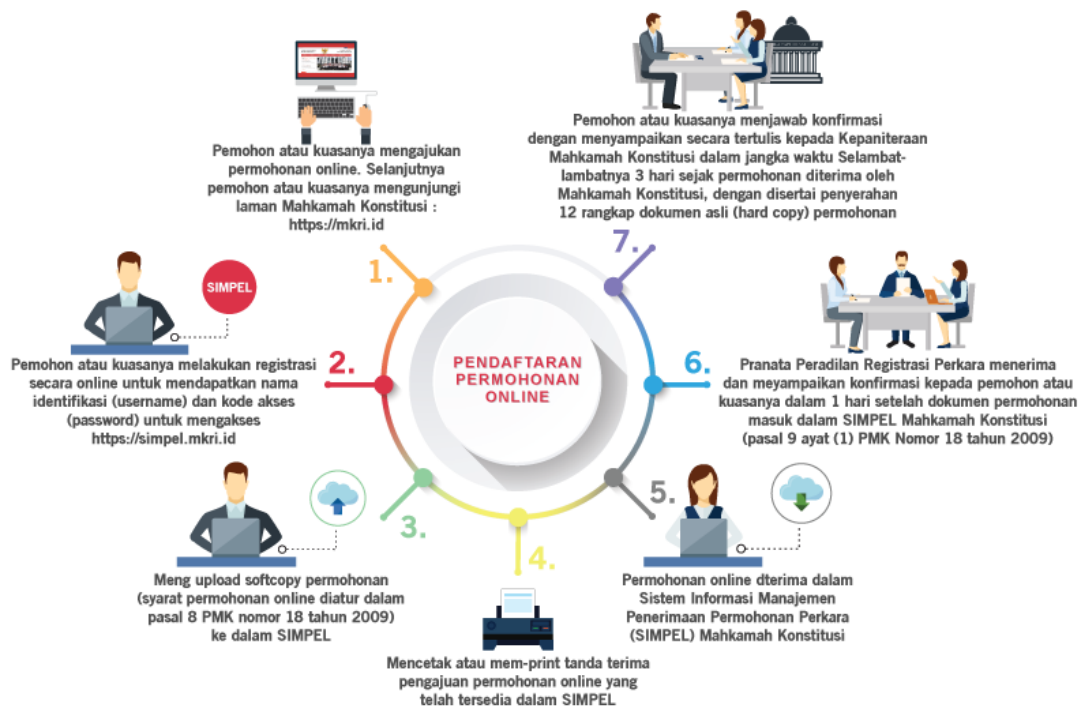 PENDAFTARAN
PERMOHONAN
ONLINE
1.
Pemohon atau kuasanya mengajukan
permohonan online. Selanjutnya
pemohon atau kuasanya mengunjungi
laman Mahkamah Konstitusi :
https://mkri.id
2.
SIMPEL
Pemohon atau kuasanya melakukan registrasi
secara online untuk mendapatkan nama
identifikasi (username) dan kode akses
(password) untuk mengakses
https://simpel.mkri.id
3.
Meng upload softcopy permohonan
(syarat permohonan online diatur dalam
pasal 8 PMK nomor 18 tahun 2009)
ke dalam SIMPEL
4.
Mencetak atau mem-print tanda terima
pengajuan permohonan online yang
telah tersedia dalam SIMPEL
5.
Permohonan online dterima dalam
Sistem Informasi Manajemen
Penerimaan Permohonan Perkara
(SIMPEL) Mahkamah Konstitusi
6.
Pranata Peradilan Registrasi Perkara menerima
dan meyampaikan konfirmasi kepada pemohon atau
kuasanya dalam 1 hari setelah dokumen permohonan
masuk dalam SIMPEL Mahkamah Konstitusi
(pasal 9 ayat (1) PMK Nomor 18 tahun 2009)
7.
Pemohon atau kuasanya menjawab konfirmasi
dengan menyampaikan secara tertulis kepada Kepaniteraan
Mahkamah Konstitusi dalam jangka waktu Selambat-
lambatnya 3 hari sejak permohonan diterima oleh
Mahkamah Konstitusi, dengan disertai penyerahan
12 rangkap dokumen asli (hard copy) permohonan